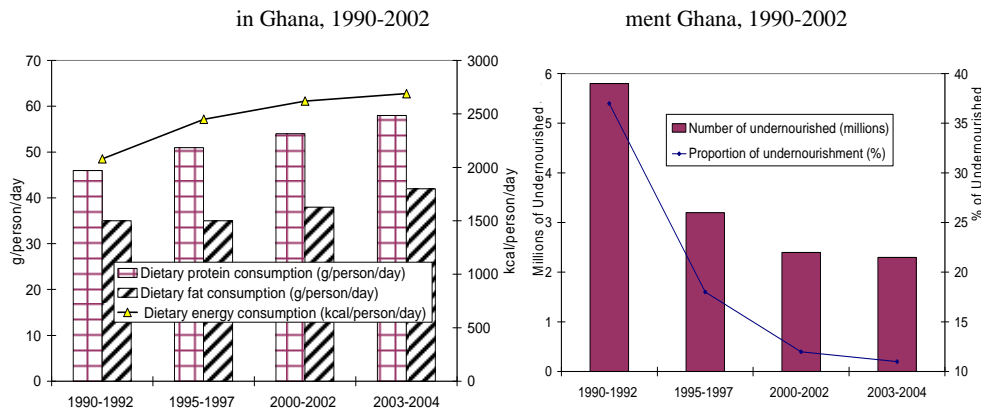 in Ghana, 1990-2002
70
60
50
40
30
20
10
0
g/person/day
3000
2500
2000
1500
1000
500
0
kcal/person/day
Dietary protein consumption (g/person/day)
Dietary fat consumption (g/person/day)
Dietary energy consumption (kcal/person/day)
1990-1992 1995-1997 2000-2002 2003-2004
ment Ghana, 1990-2002
6
5
4
3
2
1
0
Millions of Undernourished
40
35
30
25
20
15
10
% of Undernourished
Number of undernourished (millions)
Proportion of undernourishment (%)
1990-1992 1995-1997 2000-2002 2003-2004